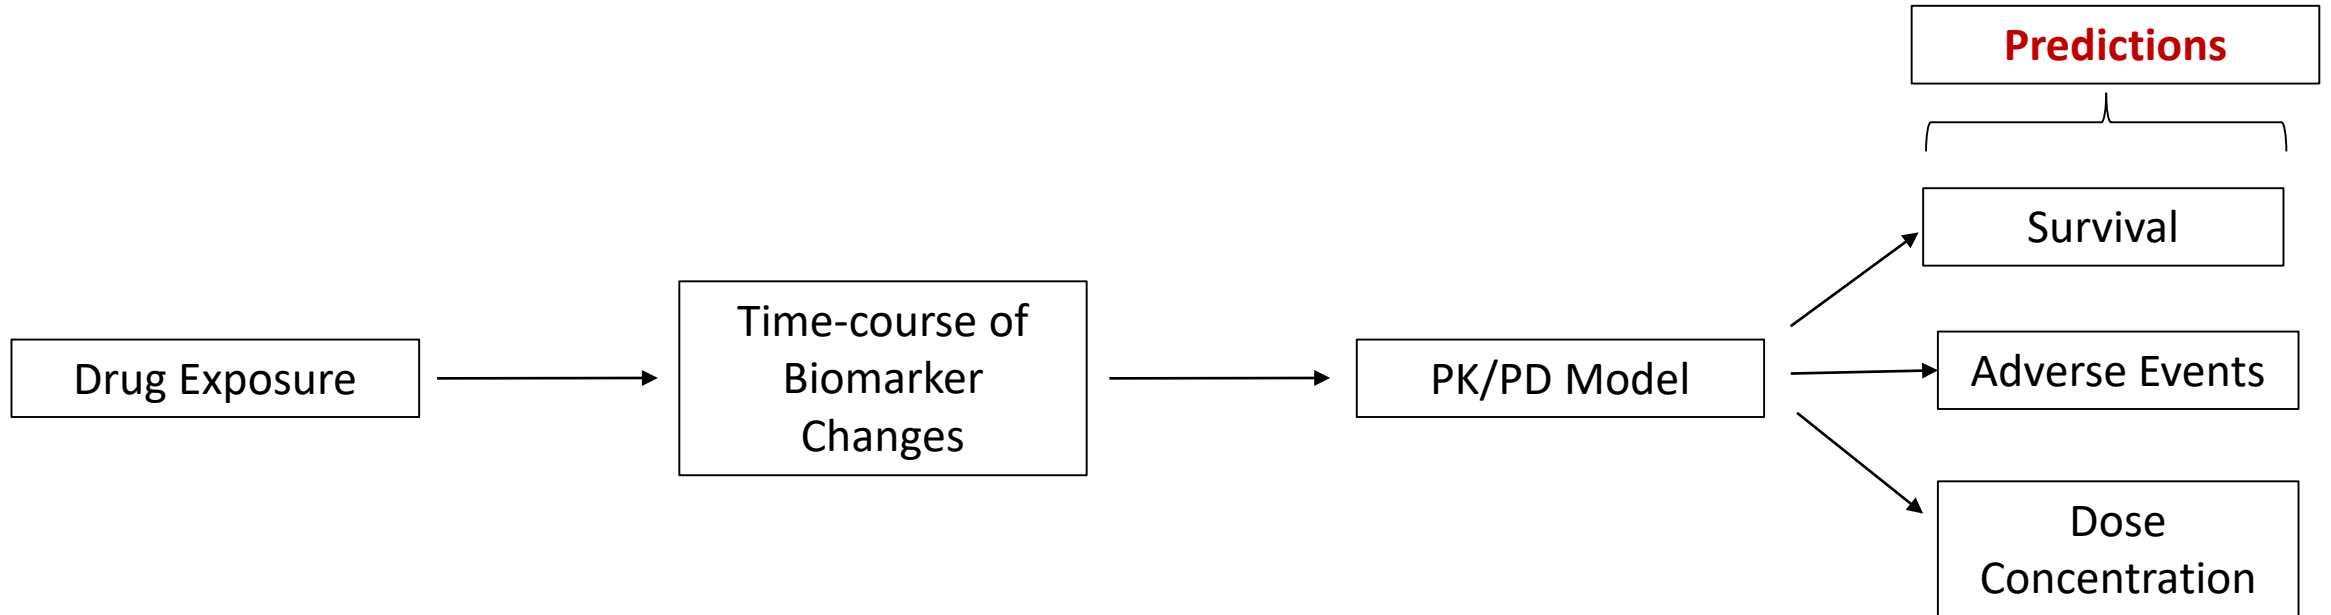 Predictions
Survival
Drug Exposure
Time-course of
Biomarker
Changes
PK/PD Model
Adverse Events
Dose
Concentration